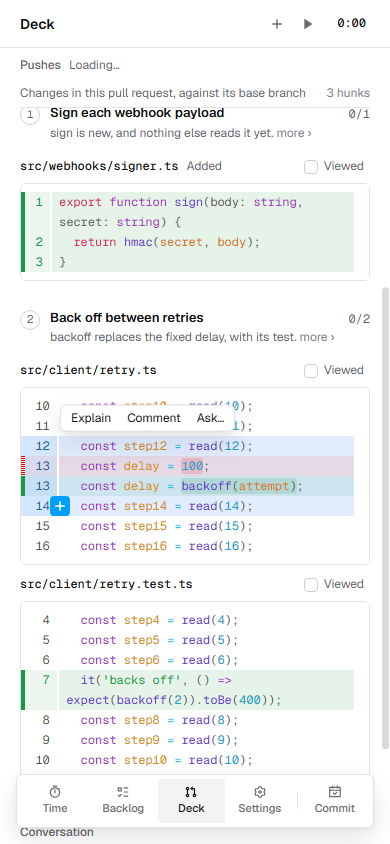 Deck
0:00
Pushes Loading…
Changes in this pull request, against its base branch 3 hunks
1 Sign each webhook payload 0/1
sign is new, and nothing else reads it yet. more ›
src/webhooks/signer.ts Added Viewed
1 export function sign(body: string,
secret: string) {
2 return hmac(secret, body);
3 }
2 Back off between retries 0/2
backoff replaces the fixed delay, with its test. more ›
src/client/retry.ts Viewed
10
Explain Comment Ask…
11
12 const step12 = read(12);
13 const delay = 100;
13 const delay = backoff(attempt);
14 const step14 = read(14);
15 const step15 = read(15);
16 const step16 = read(16);
src/client/retry.test.ts Viewed
4 const step4 = read(4);
5 const step5 = read(5);
6 const step6 = read(6);
7 it('backs off', () =>
expect(backoff(2)).toBe(400));
8 const step8 = read(8);
9 const step9 = read(9);
10 const step10 = read(10);
Time Backlog Deck Settings Commit
Conversation